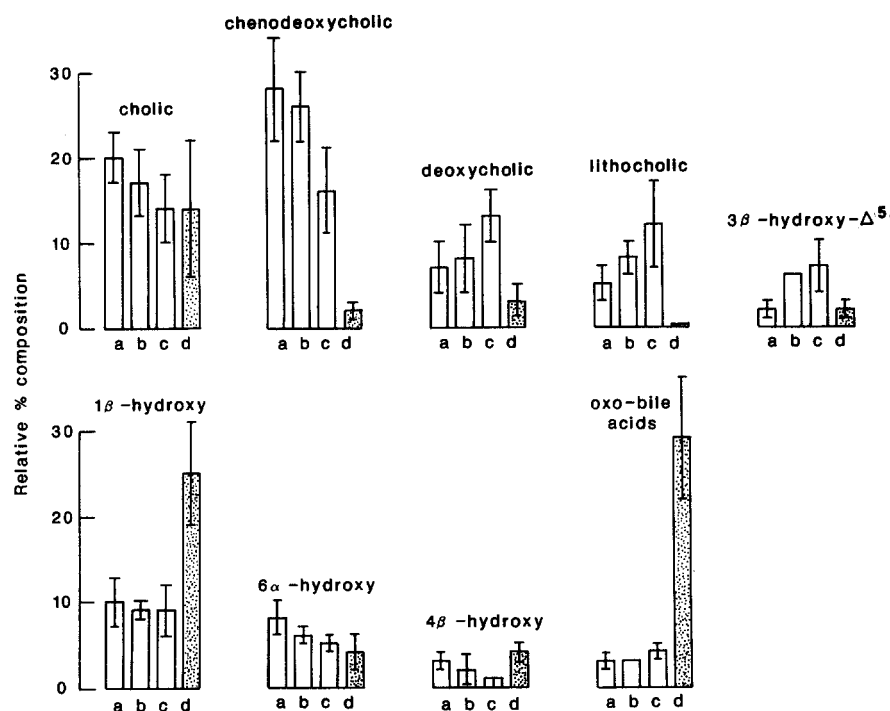 chenodeoxycholic
30
cholic
20
deoxycholic
lithocholic
3β-hydroxy-Δ5
10
0
a b c d
a b c d
a b c d
a b c d
a b c d
Relative % composition
1β-hydroxy
oxo-bile
acids
30
20
6α-hydroxy
10
4β-hydroxy
0
a b c d
a b c d
a b c d
a b c d